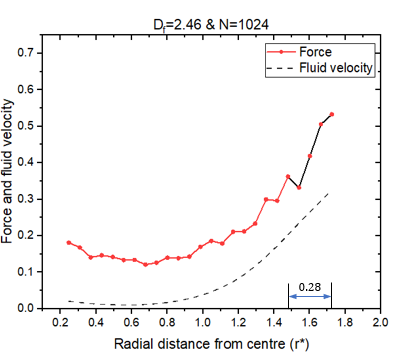 Df=2.46 & N=1024
Force
Fluid velocity
Force and fluid velocity
0.7
0.6
0.5
0.4
0.3
0.2
0.1
0.0
0.28
0.2 0.4 0.6 0.8 1.0 1.2 1.4 1.6 1.8 2.0
Radial distance from centre (r*)